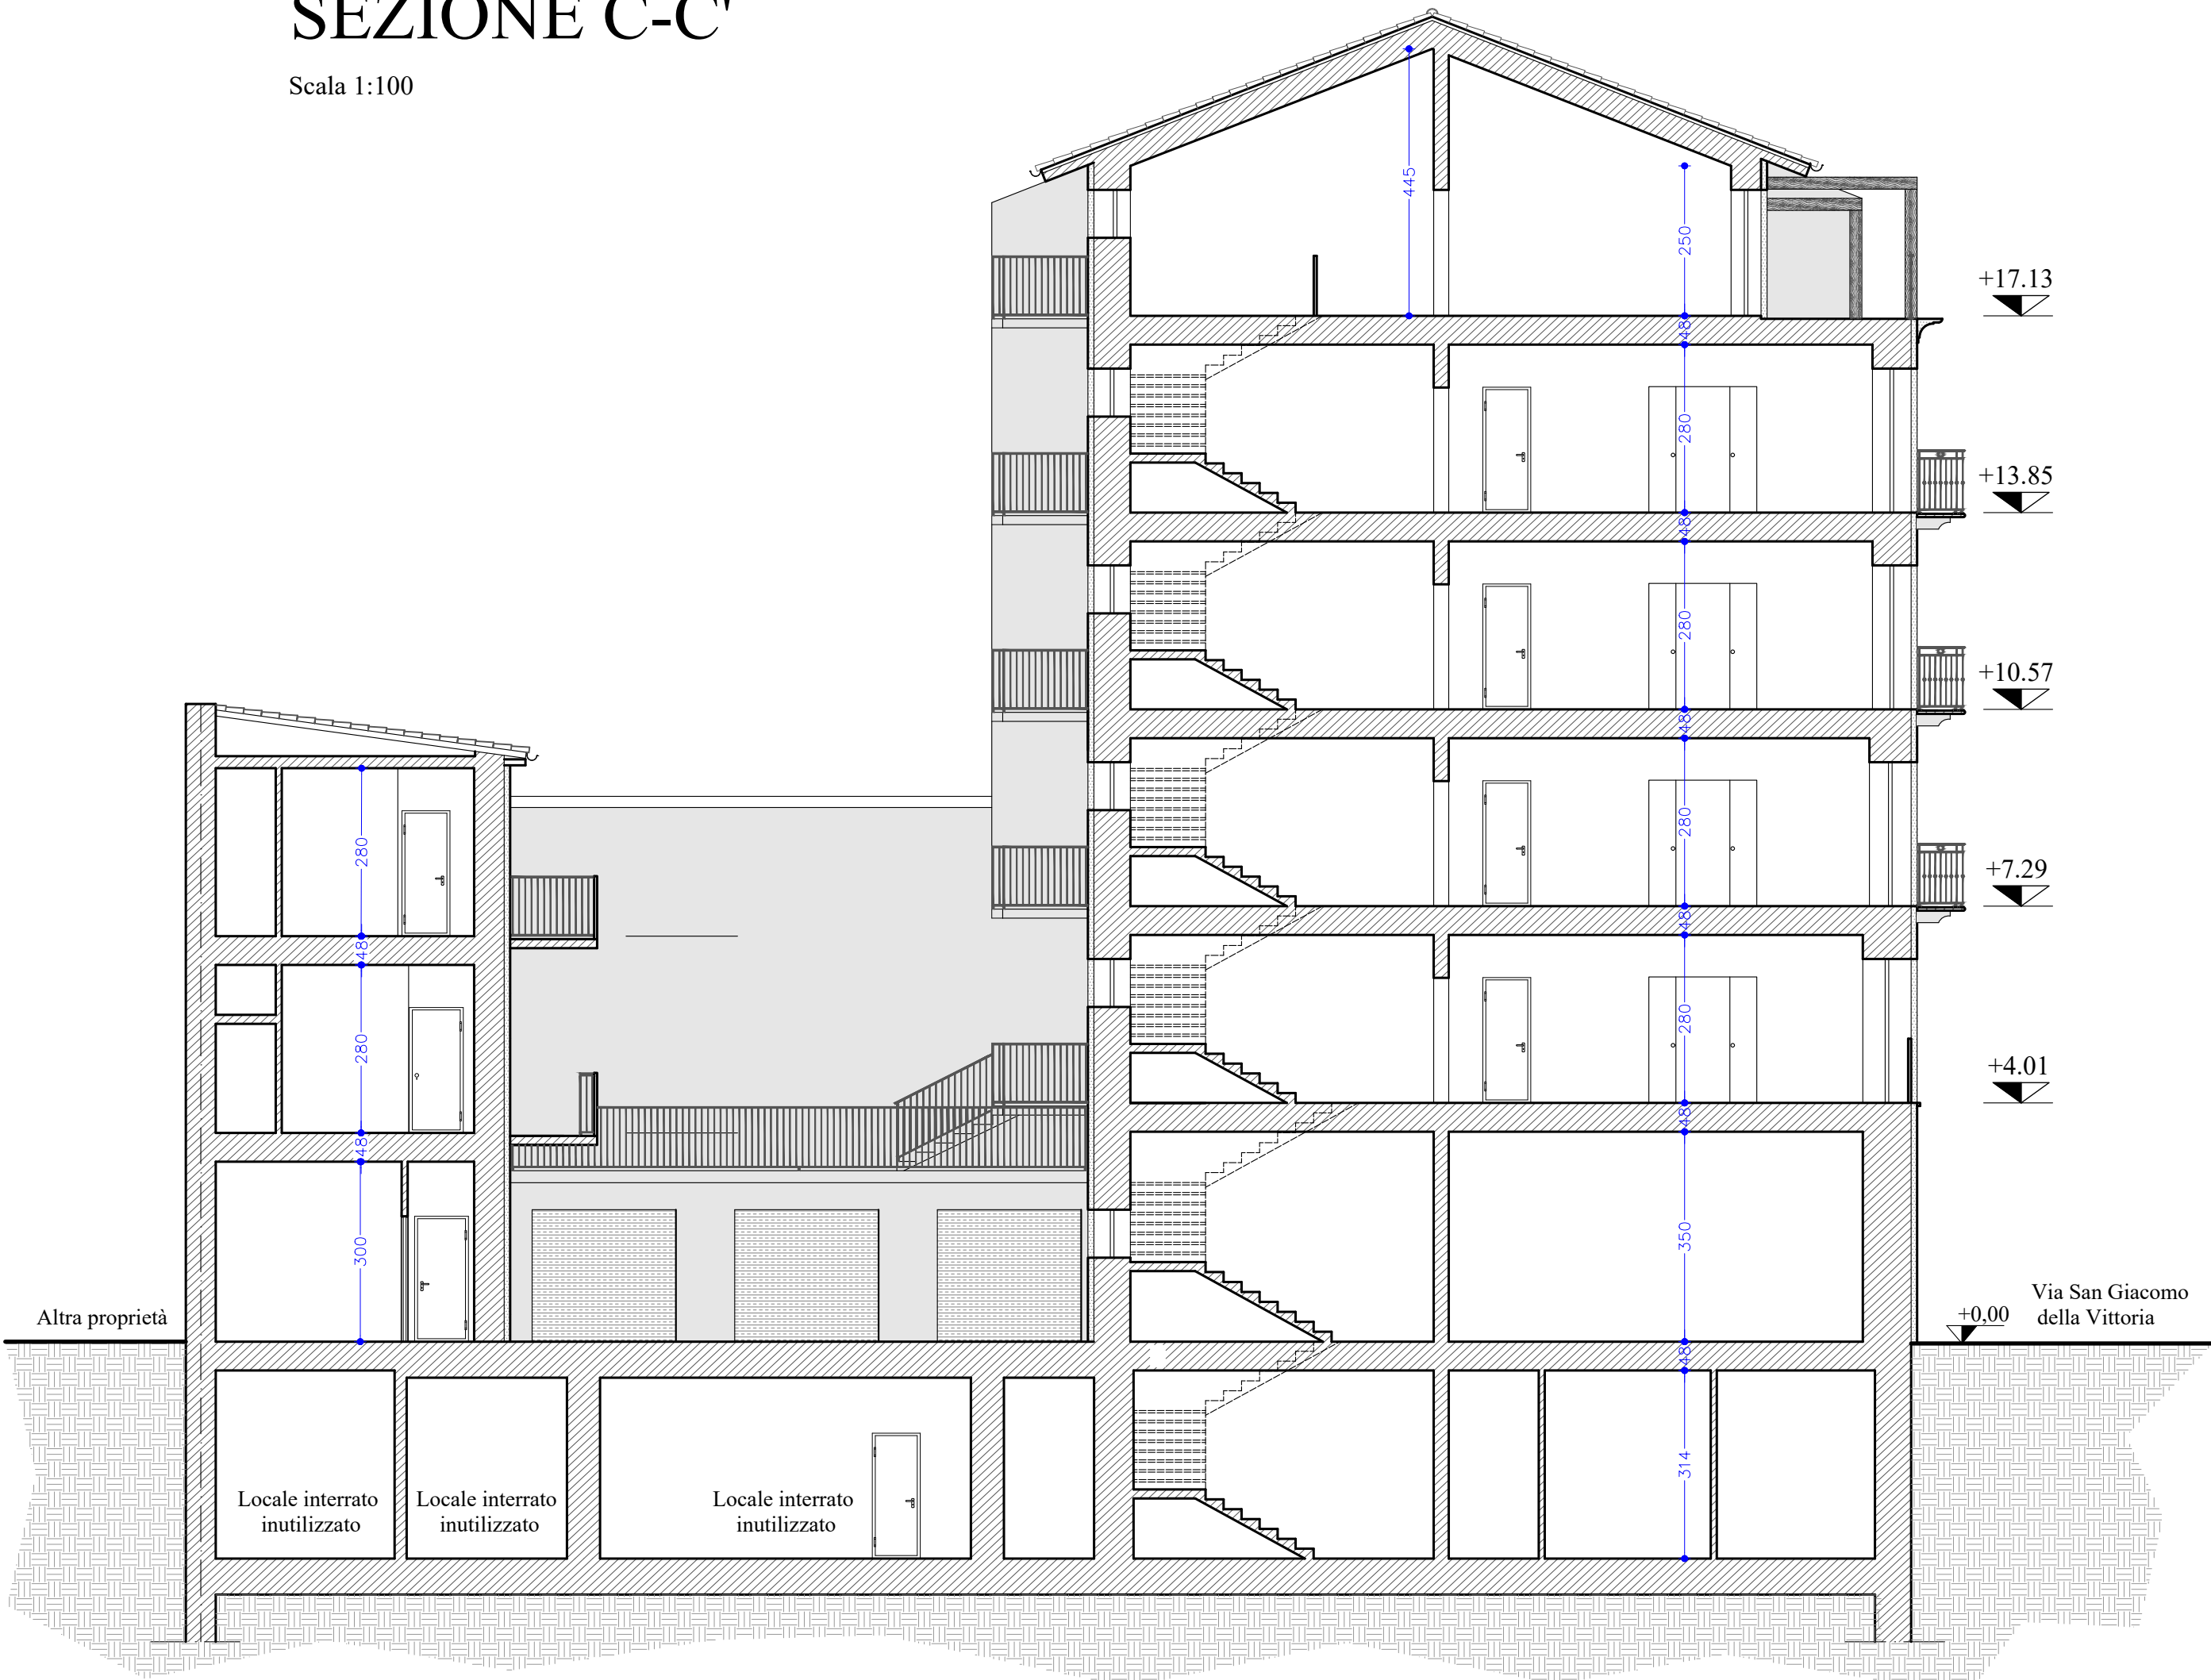 SEZIONE C-C'
Scala 1:100
445
250
+17.13
48
280
+13.85
48
280
+10.57
48
280
280
+7.29
48
48
280
280
+4.01
48
48
300
350
Altra proprietà
+0,00
Via San Giacomo
della Vittoria
48
314
Locale interrato
inutilizzato
Locale interrato
inutilizzato
Locale interrato
inutilizzato